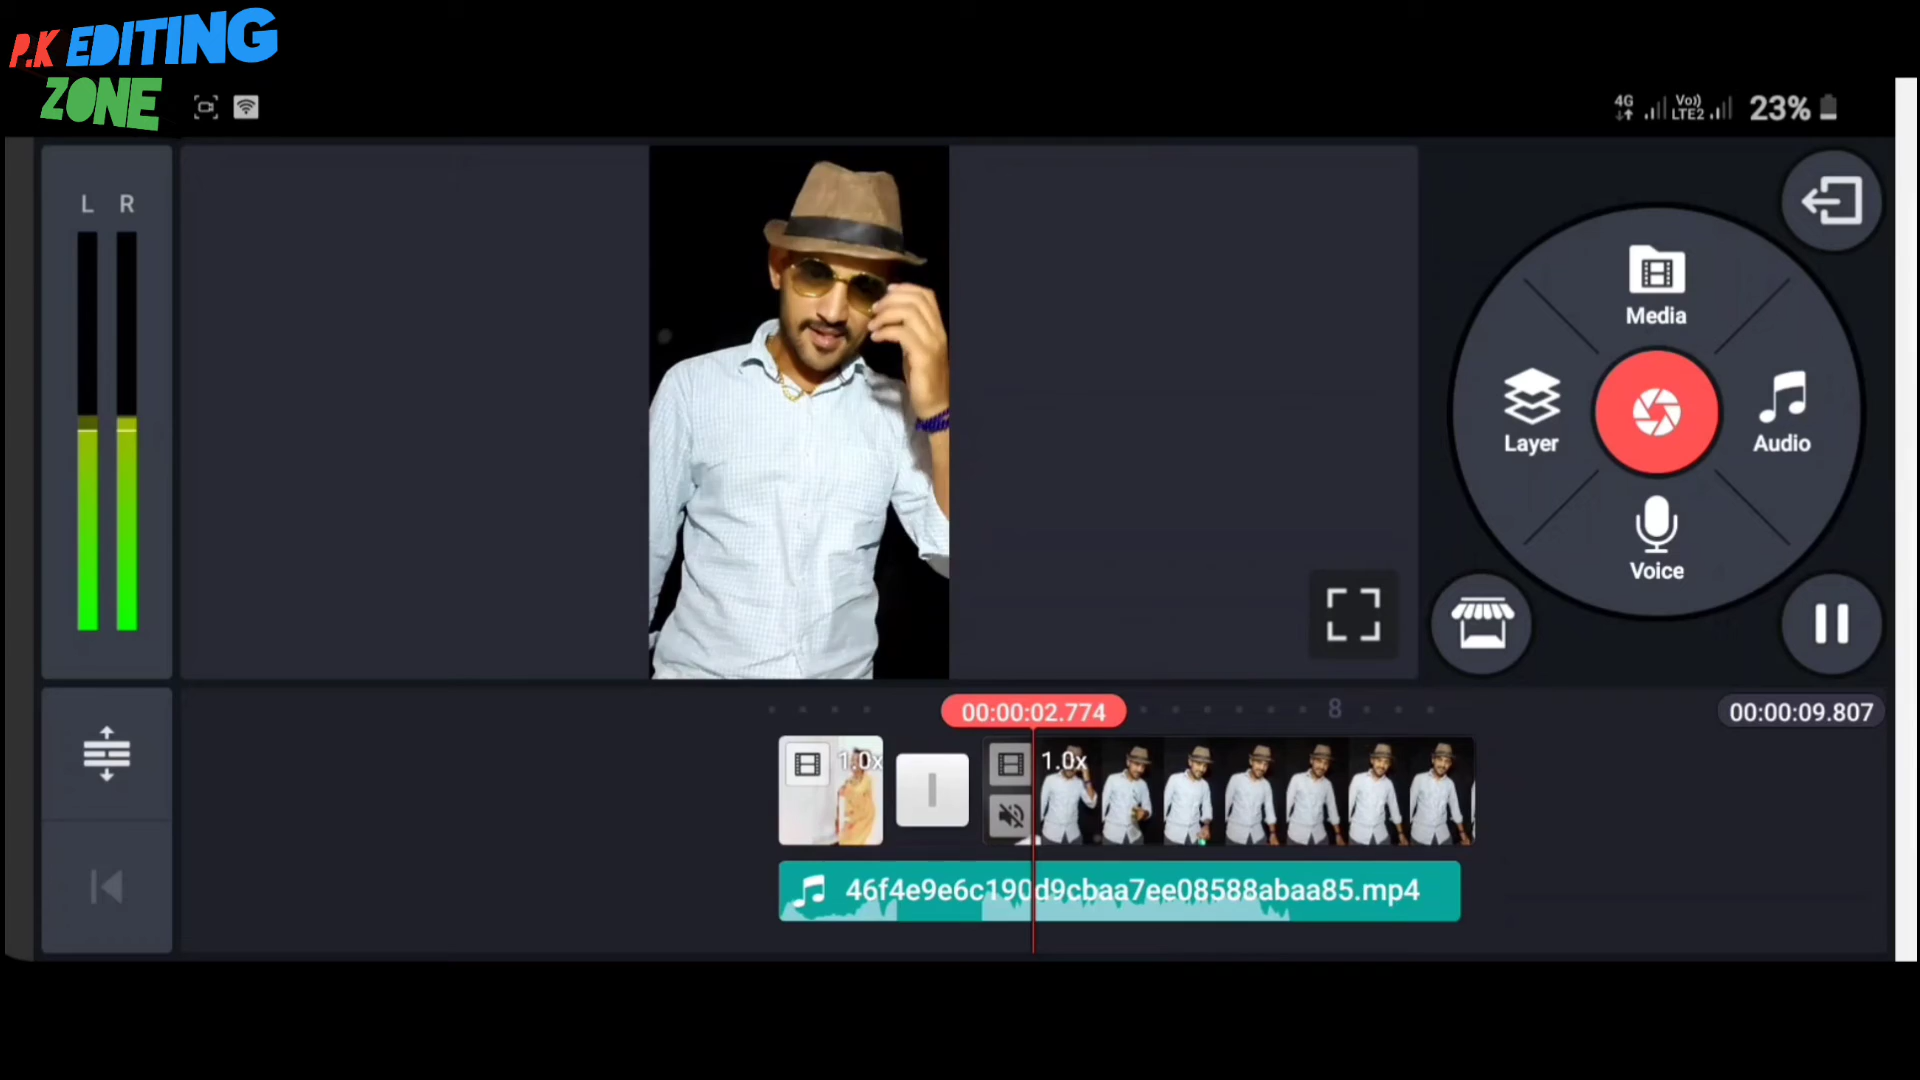 P.K EDITING
ZONE
4G
Vo)
LTE2
23%
L R
Media
Layer
Audio
Voice
00:00:02.774
8
00:00:09.807
1.0x
1.0x
46f4e9e6c190d9cbaa7ee08588abaa85.mp4